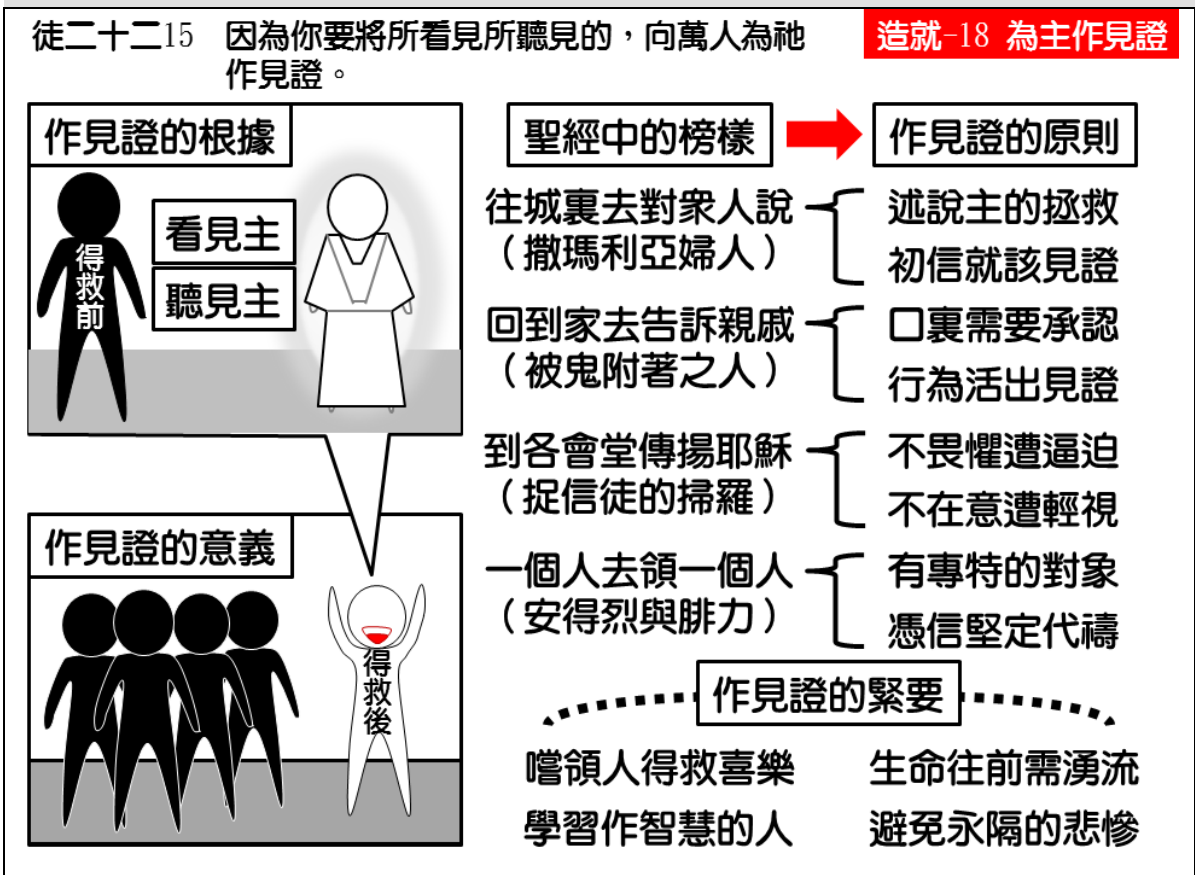 徒二十二15 因為你要將所看見所聽見的，向萬人為祂
作見證。
造就-18 為主作見證
作見證的根據
得救前
看見主
聽見主
作見證的意義
得救後
聖經中的榜樣
作見證的原則
往城裏去對衆人說
（撒瑪利亞婦人）
述說主的拯救
初信就該見證
回到家去告訴親戚
（被鬼附著之人）
口裏需要承認
行為活出見證
到各會堂傳揚耶穌
（捉信徒的掃羅）
不畏懼遭逼迫
不在意遭輕視
一個人去領一個人
（安得烈與腓力）
有專特的對象
憑信堅定代禱
作見證的緊要
嚐領人得救喜樂
生命往前需湧流
學習作智慧的人
避免永隔的悲慘